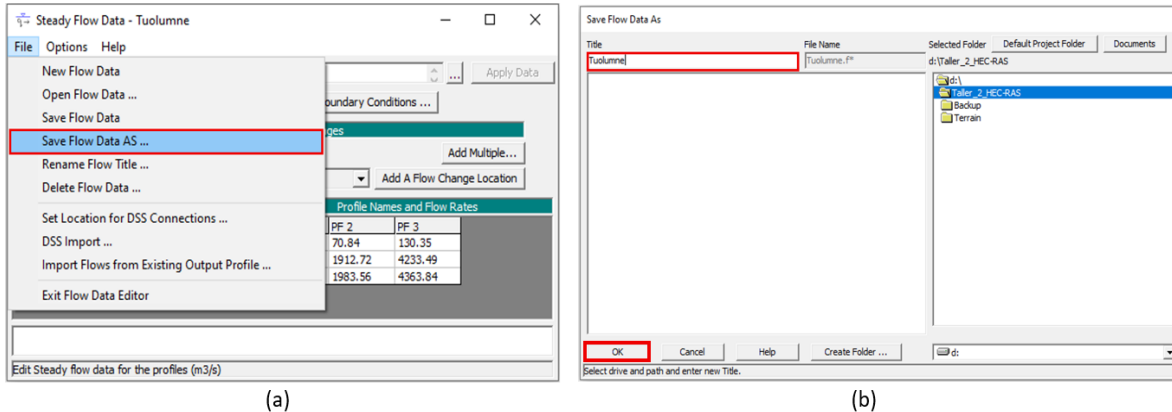 Steady Flow Data - Tuolumne
File Options Help
New Flow Data
Open Flow Data ...
Save Flow Data
Save Flow Data AS ...
Rename Flow Title ...
Delete Flow Data ...
Set Location for DSS Connections ...
DSS Import ...
Import Flows from Existing Output Profile ...
Exit Flow Data Editor
... Apply Data
oundary Conditions ...
ges
Add Multiple...
Add A Flow Change Location
Profile Names and Flow Rates
PF 2 PF 3
70.84 130.35
1912.72 4233.49
1983.56 4363.84
Edit Steady flow data for the profiles (m3/s)
(a)
Save Flow Data As
Title File Name Selected Folder Default Project Folder Documents
Tuolumne Tuolumne.f* d:\Taller_2_HEC-RAS
d:\
Taller_2_HEC-RAS
Backup
Terrain
OK Cancel Help Create Folder ... d:
Select drive and path and enter new Title.
(b)